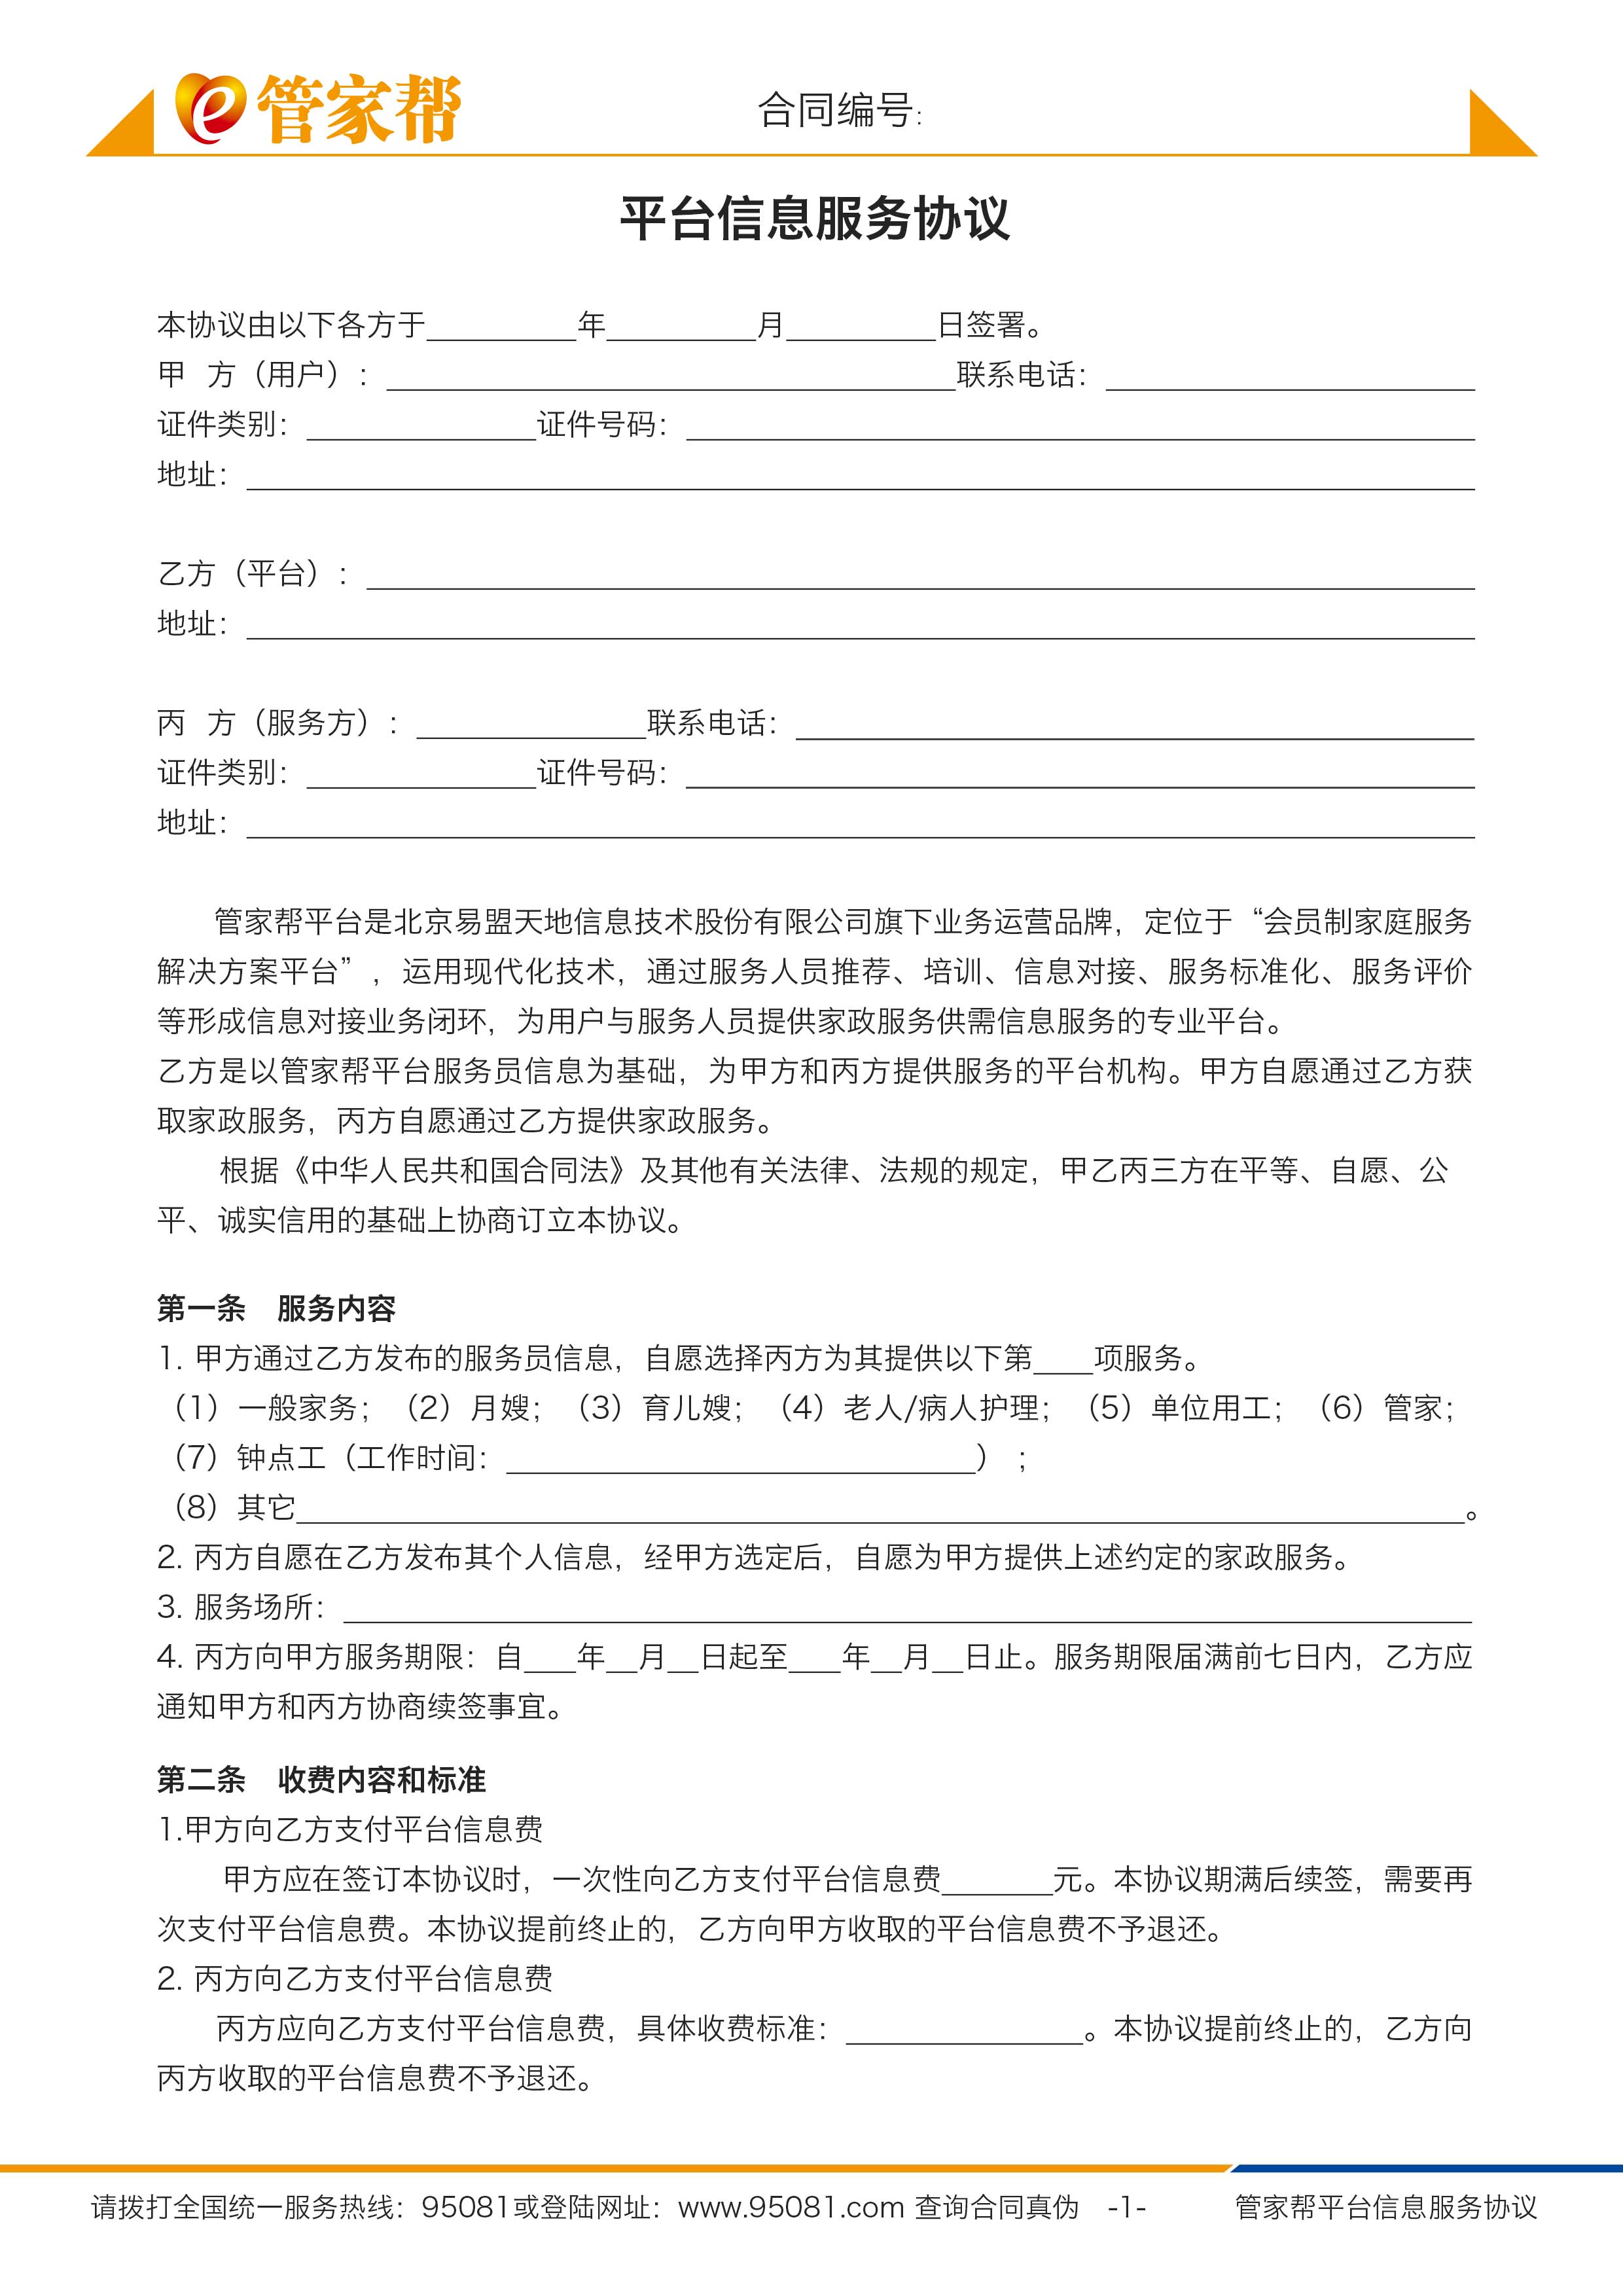 管家帮
合同编号:
平台信息服务协议
本协议由以下各方于__________年__________月__________日签署。
甲 方（用户）：______________________________________联系电话：________________________
证件类别：_______________证件号码：____________________________________________________
地址：__________________________________________________________________________________
乙方（平台）：__________________________________________________________________________
地址：__________________________________________________________________________________
丙 方（服务方）：_______________联系电话：_____________________________________________
证件类别：_______________证件号码：____________________________________________________
地址：__________________________________________________________________________________
管家帮平台是北京易盟天地信息技术股份有限公司旗下业务运营品牌，定位于“会员制家庭服务
解决方案平台”，运用现代化技术，通过服务人员推荐、培训、信息对接、服务标准化、服务评价
等形成信息对接业务闭环，为用户与服务人员提供家政服务供需信息服务的专业平台。
乙方是以管家帮平台服务员信息为基础，为甲方和丙方提供服务的平台机构。甲方自愿通过乙方获
取家政服务，丙方自愿通过乙方提供家政服务。
根据《中华人民共和国合同法》及其他有关法律、法规的规定，甲乙丙三方在平等、自愿、公
平、诚实信用的基础上协商订立本协议。
第一条 服务内容
1. 甲方通过乙方发布的服务员信息，自愿选择丙方为其提供以下第____项服务。
（1）一般家务；（2）月嫂；（3）育儿嫂；（4）老人/病人护理；（5）单位用工；（6）管家；
（7）钟点工（工作时间：_______________________________）；
（8）其它______________________________________________________________________________。
2. 丙方自愿在乙方发布其个人信息，经甲方选定后，自愿为甲方提供上述约定的家政服务。
3. 服务场所：___________________________________________________________________________
4. 丙方向甲方服务期限：自___年__月__日起至___年__月__日止。服务期限届满前七日内，乙方应
通知甲方和丙方协商续签事宜。
第二条 收费内容和标准
1.甲方向乙方支付平台信息费
甲方应在签订本协议时，一次性向乙方支付平台信息费_______元。本协议期满后续签，需要再
次支付平台信息费。本协议提前终止的，乙方向甲方收取的平台信息费不予退还。
2. 丙方向乙方支付平台信息费
丙方应向乙方支付平台信息费，具体收费标准：________________。本协议提前终止的，乙方向
丙方收取的平台信息费不予退还。
请拨打全国统一服务热线：95081或登陆网址：www.95081.com 查询合同真伪 -1- 管家帮平台信息服务协议